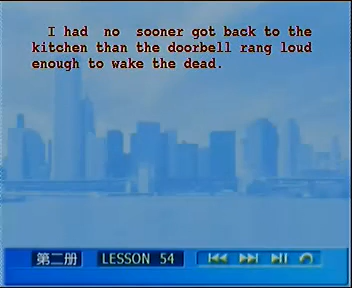 I had no sooner got back to the
kitchen than the doorbell rang loud
enough to wake the dead.
第二册 LESSON 54